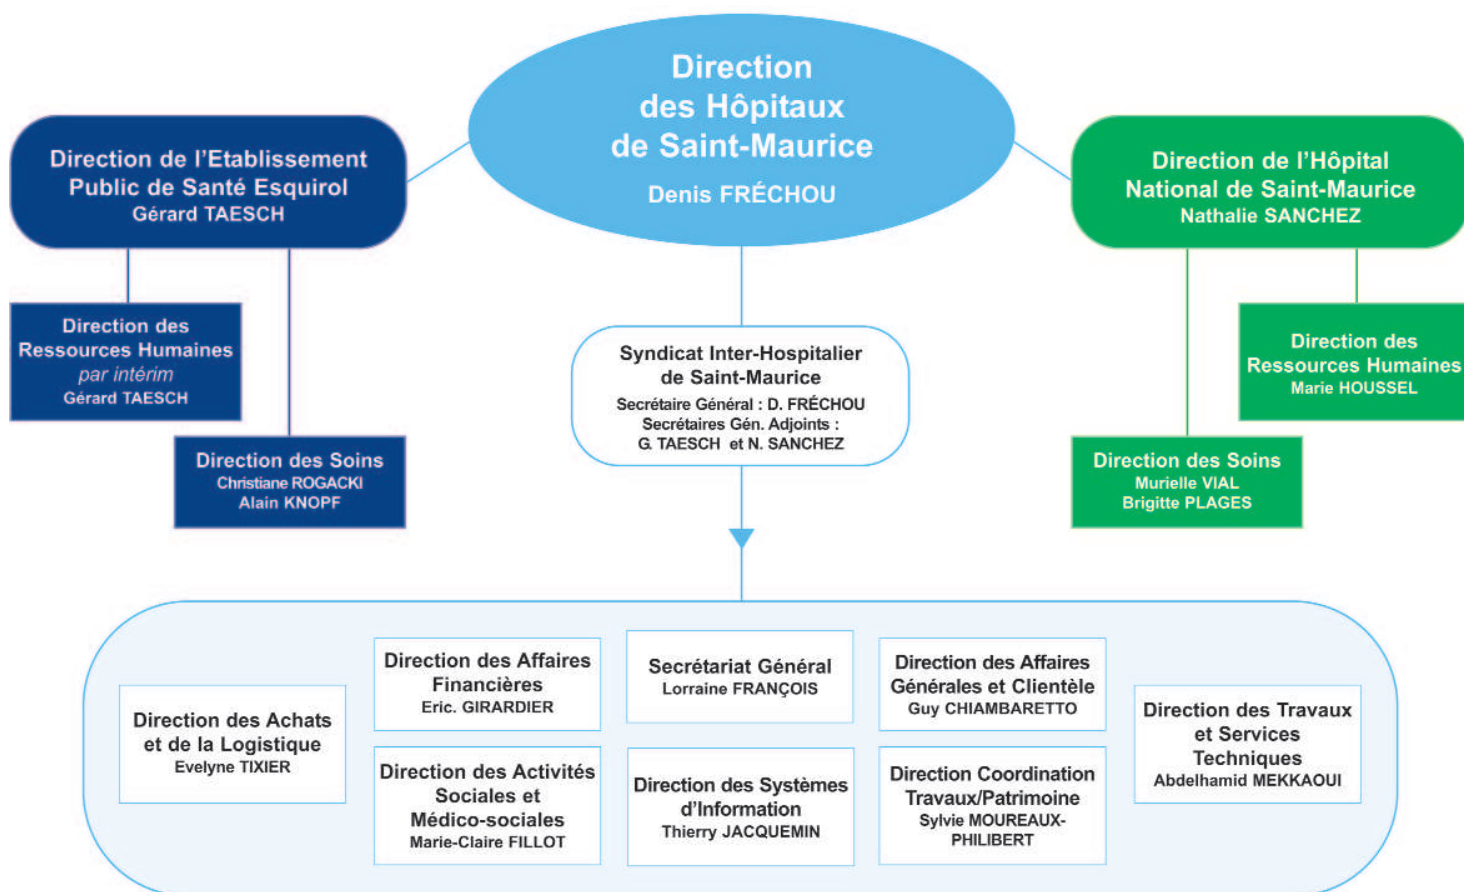 Direction
des Hôpitaux
de Saint-Maurice
Denis FRÉCHOU
Direction de l'Etablissement
Public de Santé Esquirol
Gérard TAESCH
Direction des
Ressources Humaines
par intérim
Gérard TAESCH
Direction des Soins
Christiane ROGACKI
Alain KNOPF
Direction de l'Hôpital
National de Saint-Maurice
Nathalie SANCHEZ
Direction des
Ressources Humaines
Marie HOUSSEL
Direction des Soins
Murielle VIAL
Brigitte PLAGES
Syndicat Inter-Hospitalier
de Saint-Maurice
Secrétaire Général : D. FRÉCHOU
Secrétaires Gén. Adjoints :
G. TAESCH et N. SANCHEZ
Direction des Achats
et de la Logistique
Evelyne TIXIER
Direction des Affaires
Financières
Eric. GIRARDIER
Direction des Activités
Sociales et
Médico-sociales
Marie-Claire FILLOT
Secrétariat Général
Lorraine FRANÇOIS
Direction des Systèmes
d'Information
Thierry JACQUEMIN
Direction des Affaires
Générales et Clientèle
Guy CHIAMBARETTO
Direction Coordination
Travaux/Patrimoine
Sylvie MOUREAUX-
PHILIBERT
Direction des Travaux
et Services
Techniques
Abdelhamid MEKKAOUI